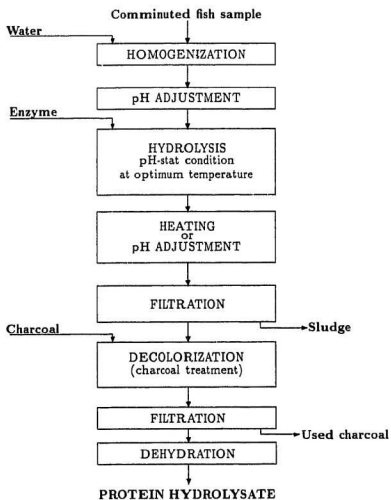 Comminuted fish sample
Water
HOMOGENIZATION
pH ADJUSTMENT
Enzyme
HYDROLYSIS
pH-stat condition
at optimum temperature
HEATING
or
pH ADJUSTMENT
FILTRATION
Sludge
Charcoal
DECOLORIZATION
(charcoal treatment)
FILTRATION
Used charcoal
DEHYDRATION
PROTEIN HYDROLYSATE